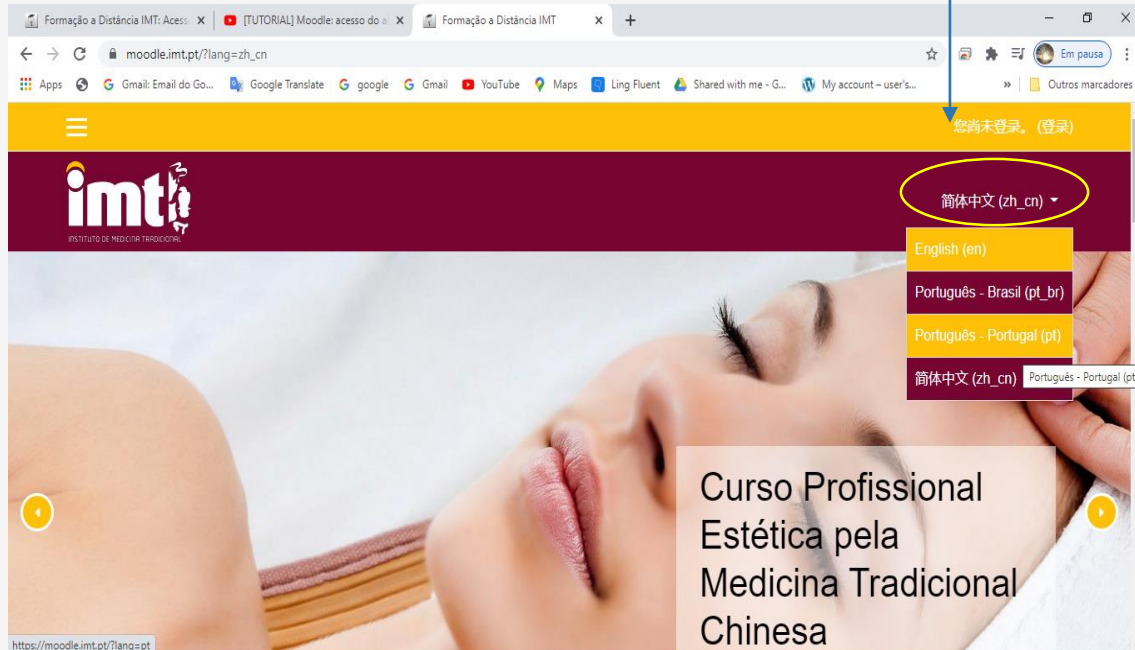 Formação a Distância IMT: Acess
[TUTORIAL] Moodle: acesso do a
Formação a Distância IMT
moodle.imt.pt/?lang=zh_cn
Em pausa
Apps
Gmail: Email do Go...
Google Translate
google
Gmail
YouTube
Maps
Ling Fluent
Shared with me - G...
My account – user's...
»
Outros marcadores
您尚未登录。(登录)
imt
INSTITUTO DE MEDICINA TRADICIONAL
简体中文 (zh_cn)
English (en)
Português - Brasil (pt_br)
Português - Portugal (pt)
简体中文 (zh_cn)
Português - Portugal (pt
Curso Profissional
Estética pela
Medicina Tradicional
Chinesa
https://moodle.imt.pt/?lang=pt